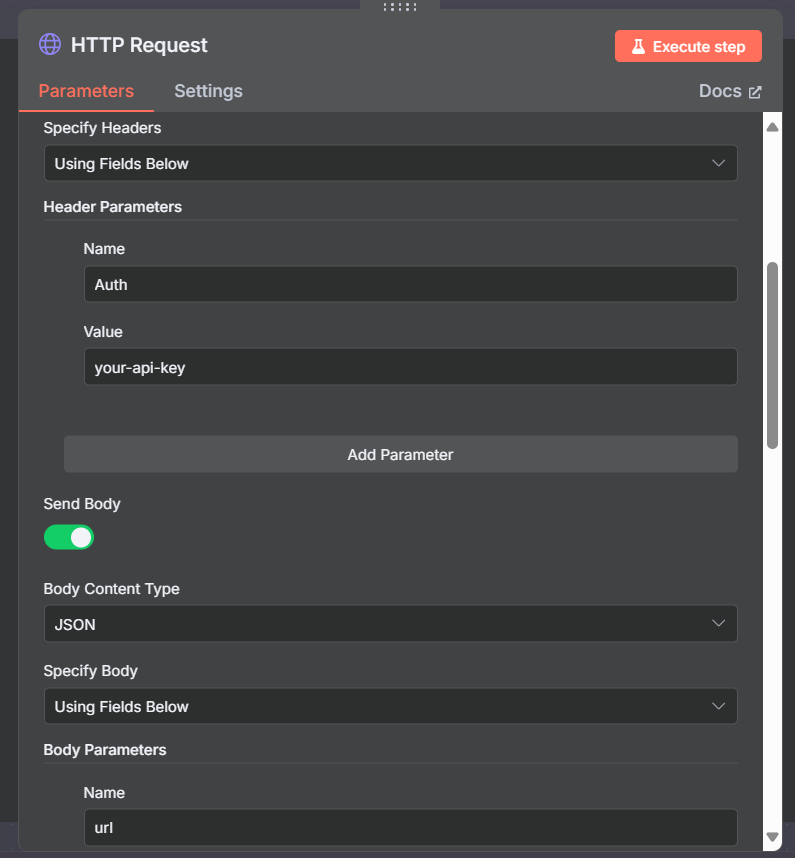 HTTP Request
Execute step
Parameters Settings Docs
Specify Headers
Using Fields Below
Header Parameters
Name
Auth
Value
your-api-key
Add Parameter
Send Body
Body Content Type
JSON
Specify Body
Using Fields Below
Body Parameters
Name
url